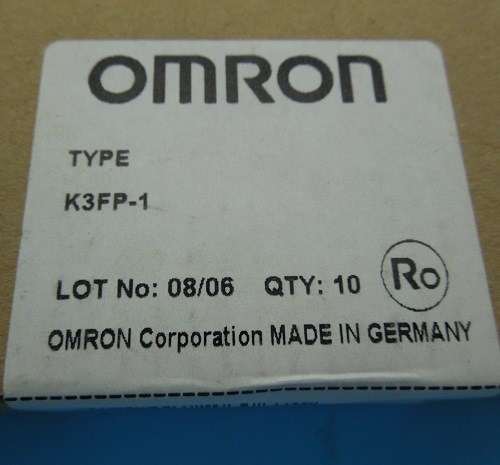 OMRON
TYPE
K3FP-1
LOT No: 08/06 QTY: 10 Ro
OMRON Corporation MADE IN GERMANY